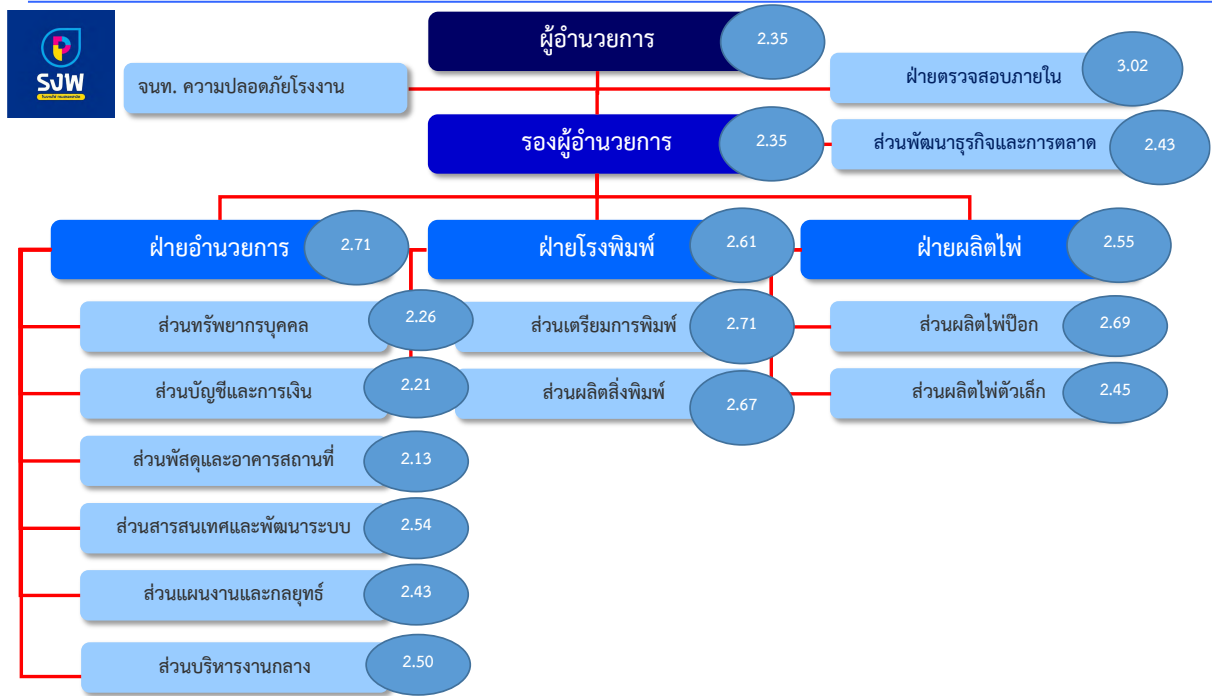 ผู้อำนวยการ
2.35
รงพ
จนท. ความปลอดภัยโรงงาน
ฝ่ายตรวจสอบภายใน
3.02
รองผู้อำนวยการ
2.35
ส่วนพัฒนาธุรกิจและการตลาด
2.43
ฝ่ายอำนวยการ
2.71
ฝ่ายโรงพิมพ์
2.61
ฝ่ายผลิตไพ่
2.55
ส่วนทรัพยากรบุคคล
2.26
ส่วนเตรียมการพิมพ์
2.71
ส่วนผลิตไพ่ป๊อก
2.69
ส่วนบัญชีและการเงิน
2.21
ส่วนผลิตสิ่งพิมพ์
2.67
ส่วนผลิตไพ่ตัวเล็ก
2.45
ส่วนพัสดุและอาคารสถานที่
2.13
ส่วนสารสนเทศและพัฒนาระบบ
2.54
ส่วนแผนงานและกลยุทธ์
2.43
ส่วนบริหารงานกลาง
2.50